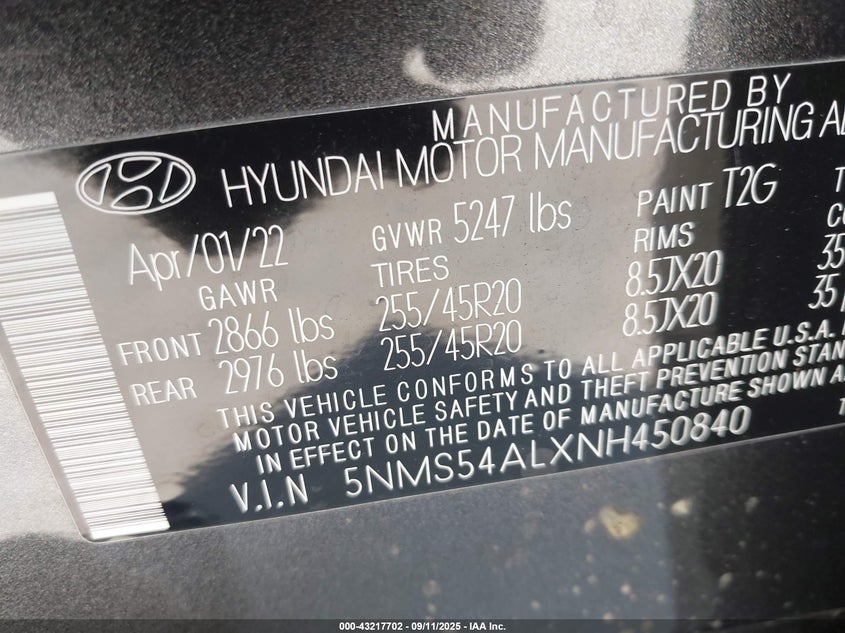 MANUFACTURED BY
HYUNDAI MOTOR MANUFACTURING
Apr/01/22 GVWR 5247 lbs PAINT T2G
GAWR TIRES RIMS
FRONT 2866 lbs 255/45R20 8.5JX20 35
REAR 2976 lbs 255/45R20 8.5JX20 35
THIS VEHICLE CONFORMS TO ALL APPLICABLE U.S.A.
MOTOR VEHICLE SAFETY AND THEFT PREVENTION
IN EFFECT ON THE DATE OF MANUFACTURE SHOWN
V.I.N 5NMS54ALXNH450840
000-43217702 - 09/11/2025 - IAA Inc.